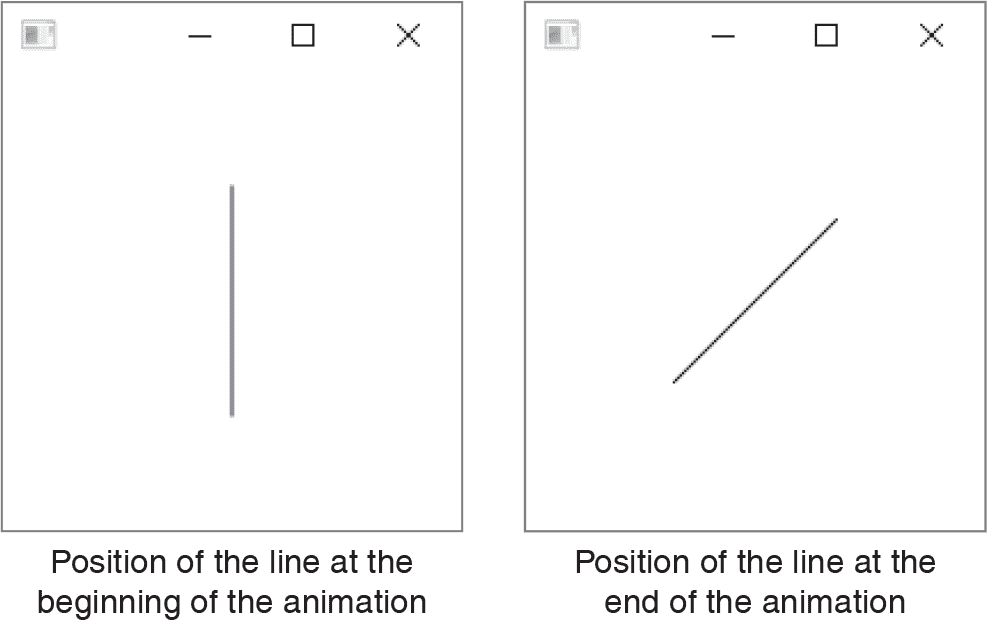 Position of the line at the
beginning of the animation
Position of the line at the
end of the animation